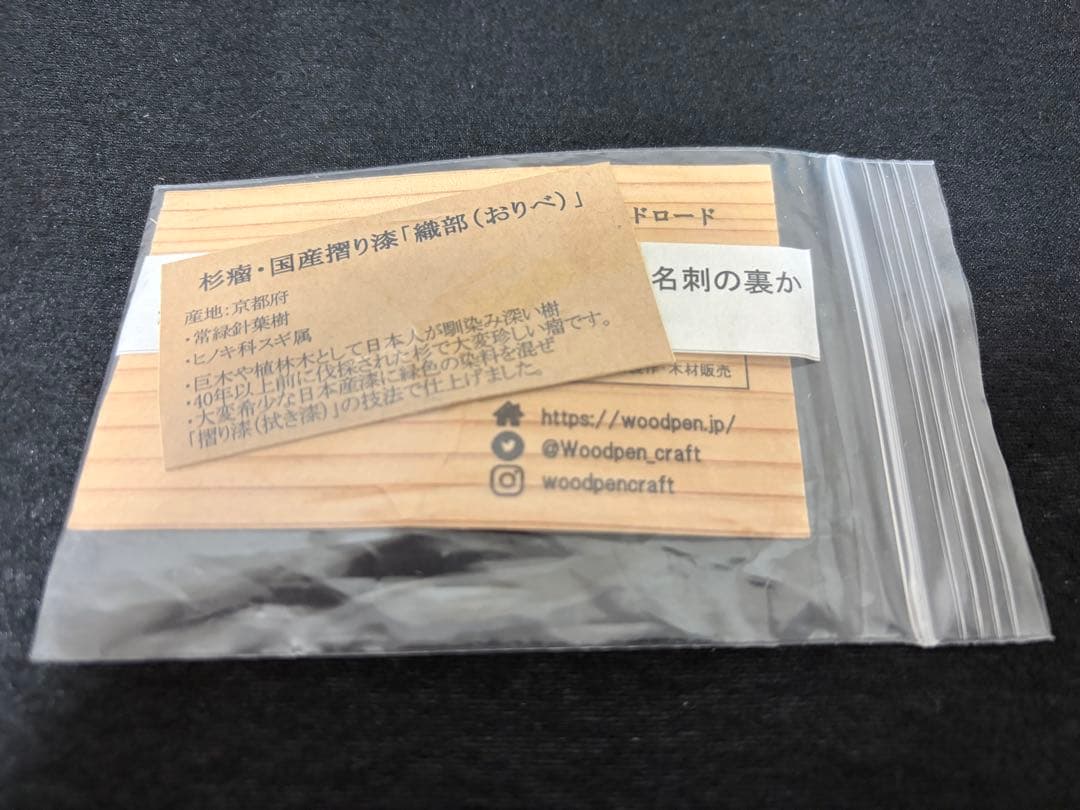 杉瘤・国産摺り漆「織部(おりべ)」
産地:京都府
・常緑針葉樹
・ヒノキ科スギ属
・巨木や植林木として日本人が馴染み深い樹
・40年以上前に伐採された杉で大変珍しい瘤です。
・大変希少な日本産漆に緑色の染料を混ぜ
「摺り漆(拭き漆)」の技法で仕上げました。
ドロード
名刺の裏か
製作・木材販売
https://woodpen.jp/
@Woodpen_craft
woodpencraft